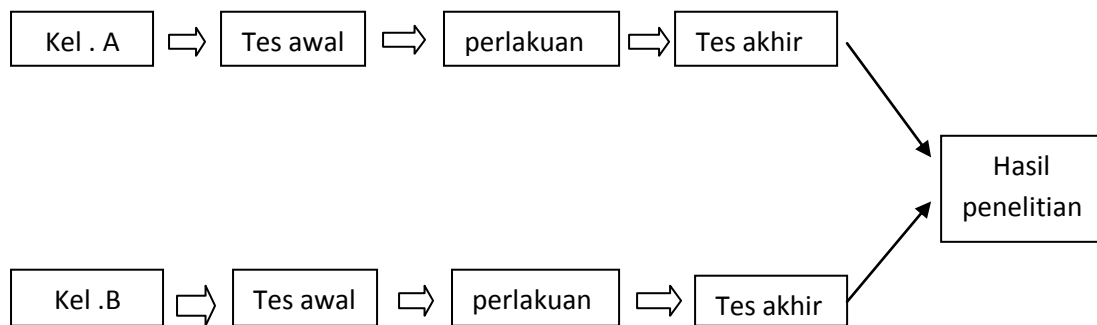 Kel . A
Tes awal
perlakuan
Tes akhir
Hasil
penelitian
Kel .B
Tes awal
perlakuan
Tes akhir